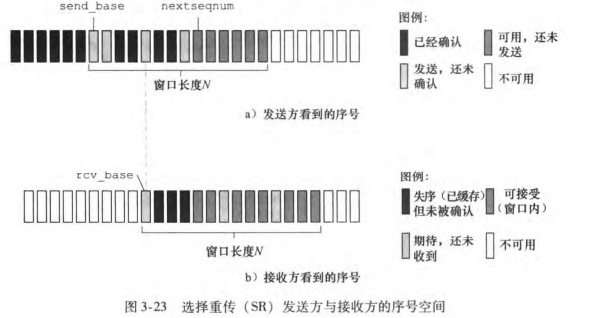 send_base
nextseqnum
窗口长度N
a）发送方看到的序号
图例：
已经确认
可用，还未
发送
发送，还未
确认
不可用
rcv_base
窗口长度N
b）接收方看到的序号
图例：
失序（已缓存）
但未被确认
可接受
（窗口内）
期待，还未
收到
不可用
图 3-23 选择重传（SR）发送方与接收方的序号空间